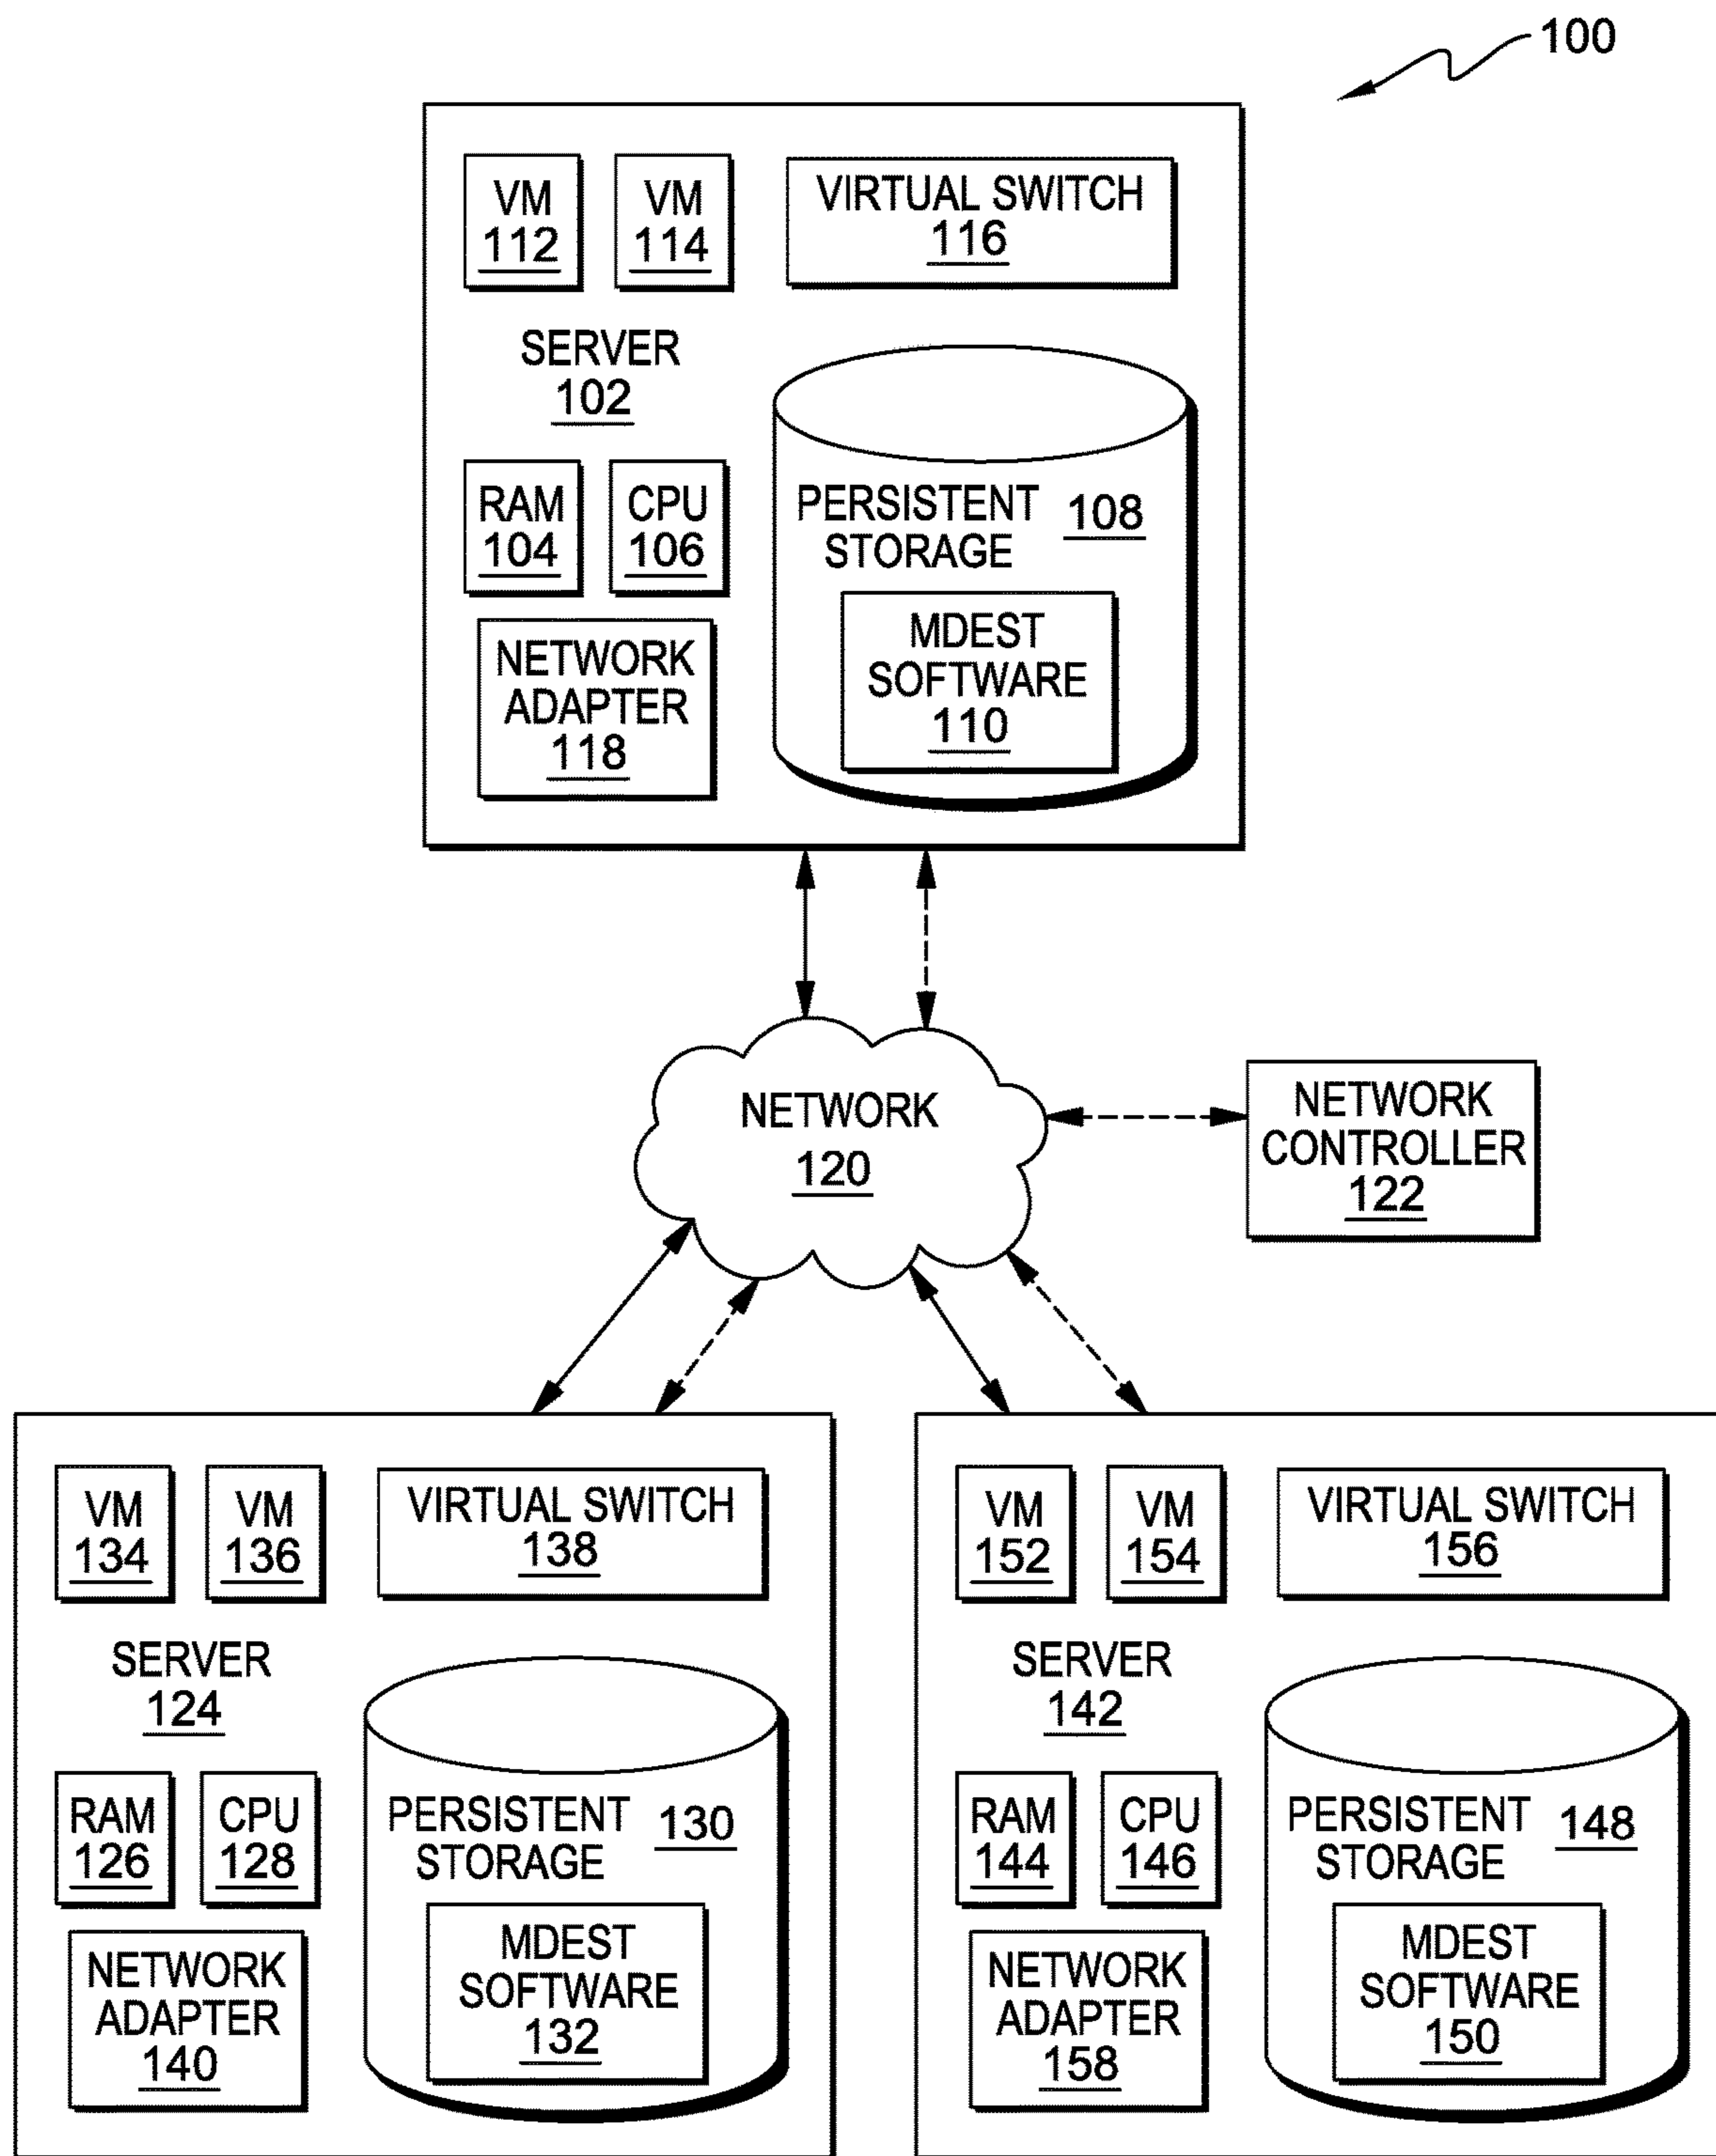 100
VM
112
VM
114
VIRTUAL SWITCH
116
SERVER
102
RAM
104
CPU
106
PERSISTENT
STORAGE
108
NETWORK
ADAPTER
118
MDEST
SOFTWARE
110
NETWORK
120
NETWORK
CONTROLLER
122
VM
134
VM
136
VIRTUAL SWITCH
138
SERVER
124
RAM
126
CPU
128
PERSISTENT
STORAGE
130
NETWORK
ADAPTER
140
MDEST
SOFTWARE
132
VM
152
VM
154
VIRTUAL SWITCH
156
SERVER
142
RAM
144
CPU
146
PERSISTENT
STORAGE
148
NETWORK
ADAPTER
158
MDEST
SOFTWARE
150